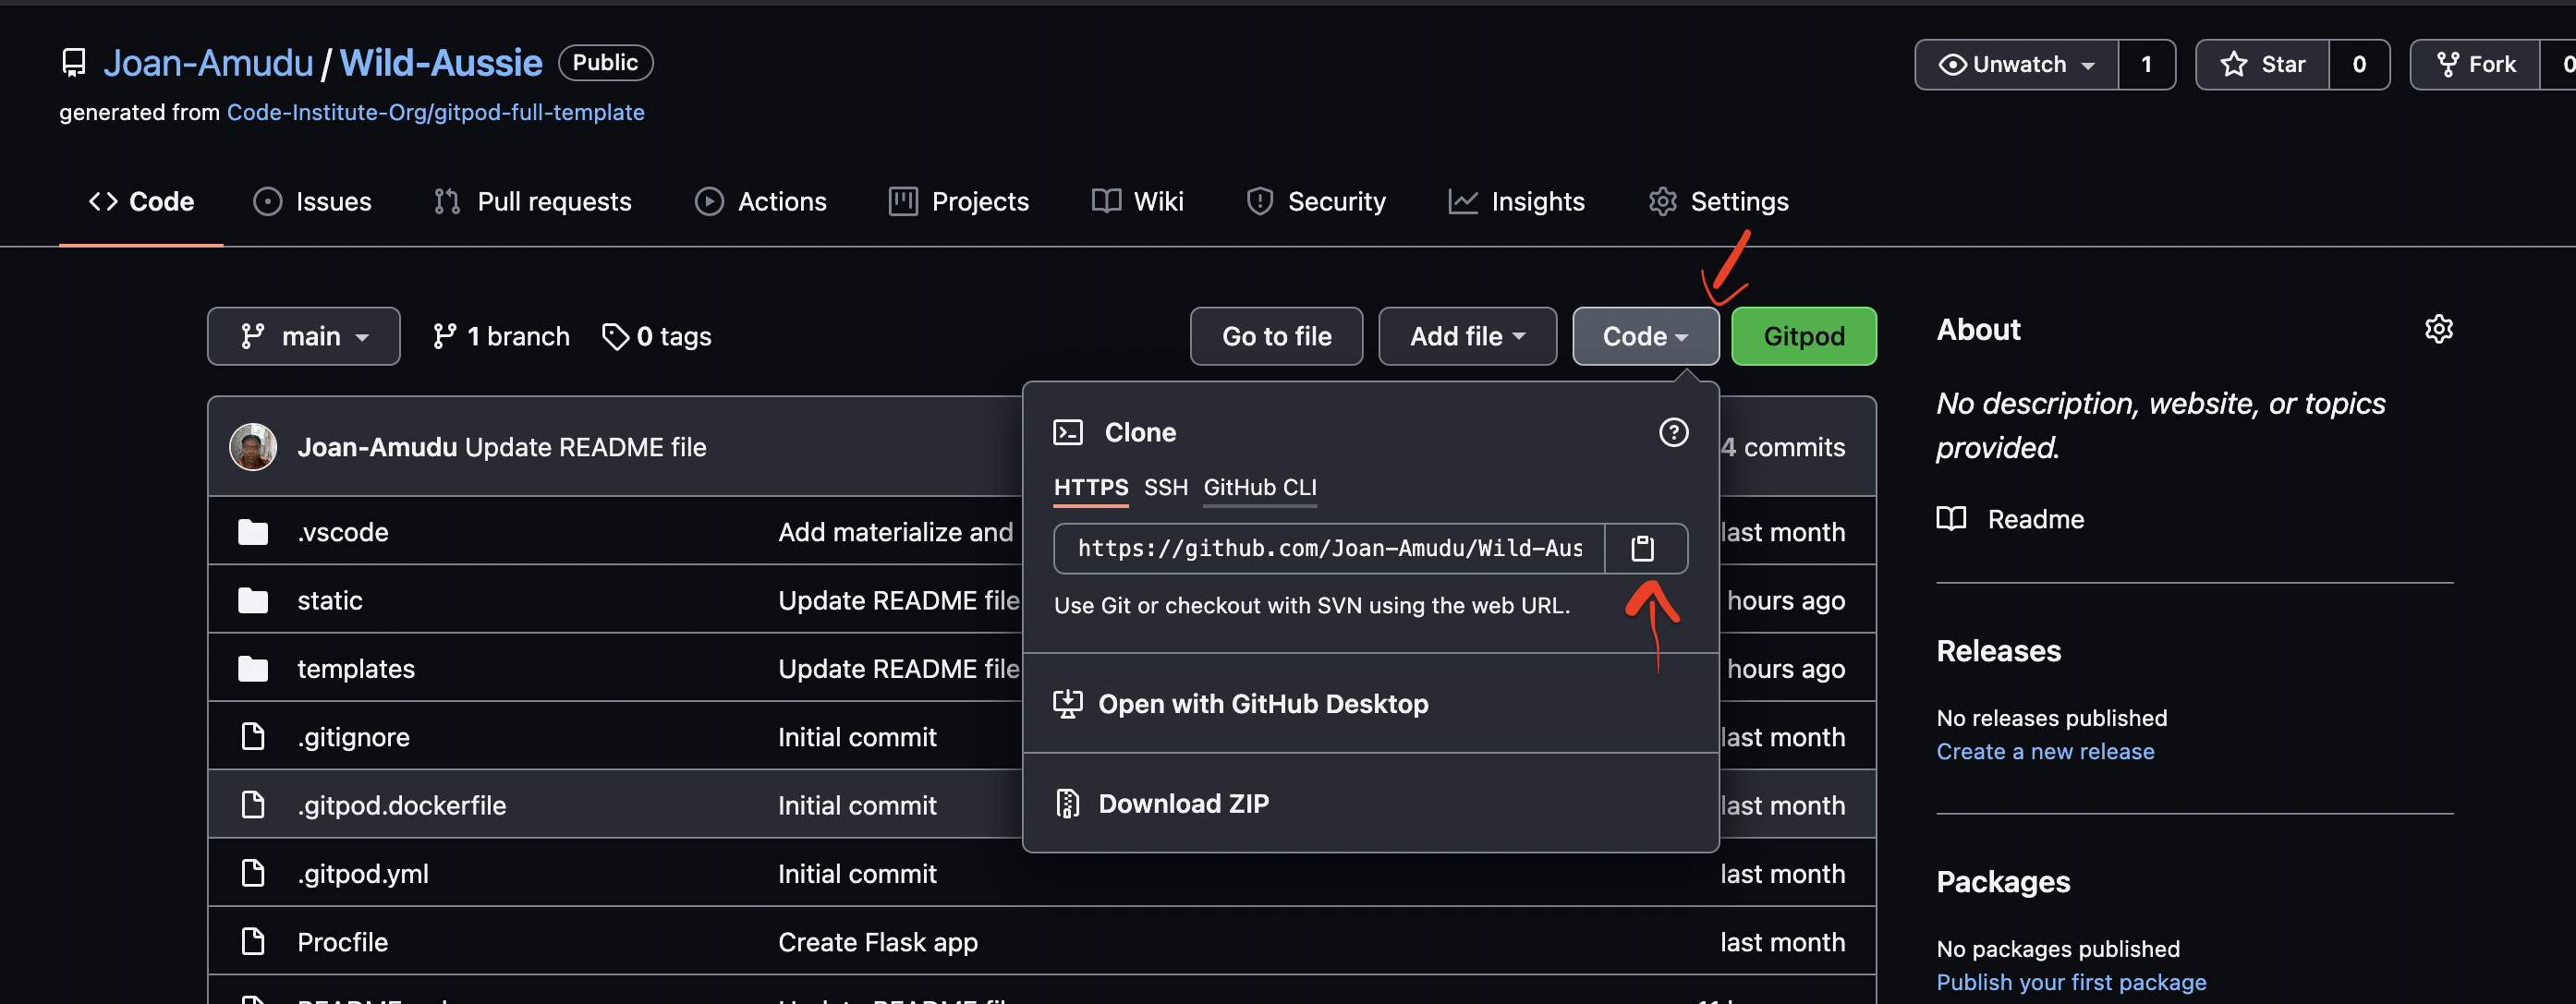 Joan-Amudu / Wild-Aussie Public
Unwatch 1 Star 0 Fork 0
generated from Code-Institute-Org/gitpod-full-template
Code Issues Pull requests Actions Projects Wiki Security Insights Settings
main 1 branch 0 tags Go to file Add file Code Gitpod
Joan-Amudu Update README file
4 commits
.vscode Add materialize and last month
static Update README file hours ago
templates Update README file hours ago
.gitignore Initial commit last month
.gitpod.dockerfile Initial commit last month
.gitpod.yml Initial commit last month
Procfile Create Flask app last month
Clone
HTTPS SSH GitHub CLI
https://github.com/Joan-Amudu/Wild-Aus
Use Git or checkout with SVN using the web URL.
Open with GitHub Desktop
Download ZIP
About
No description, website, or topics
provided.
Readme
Releases
No releases published
Create a new release
Packages
No packages published
Publish your first package